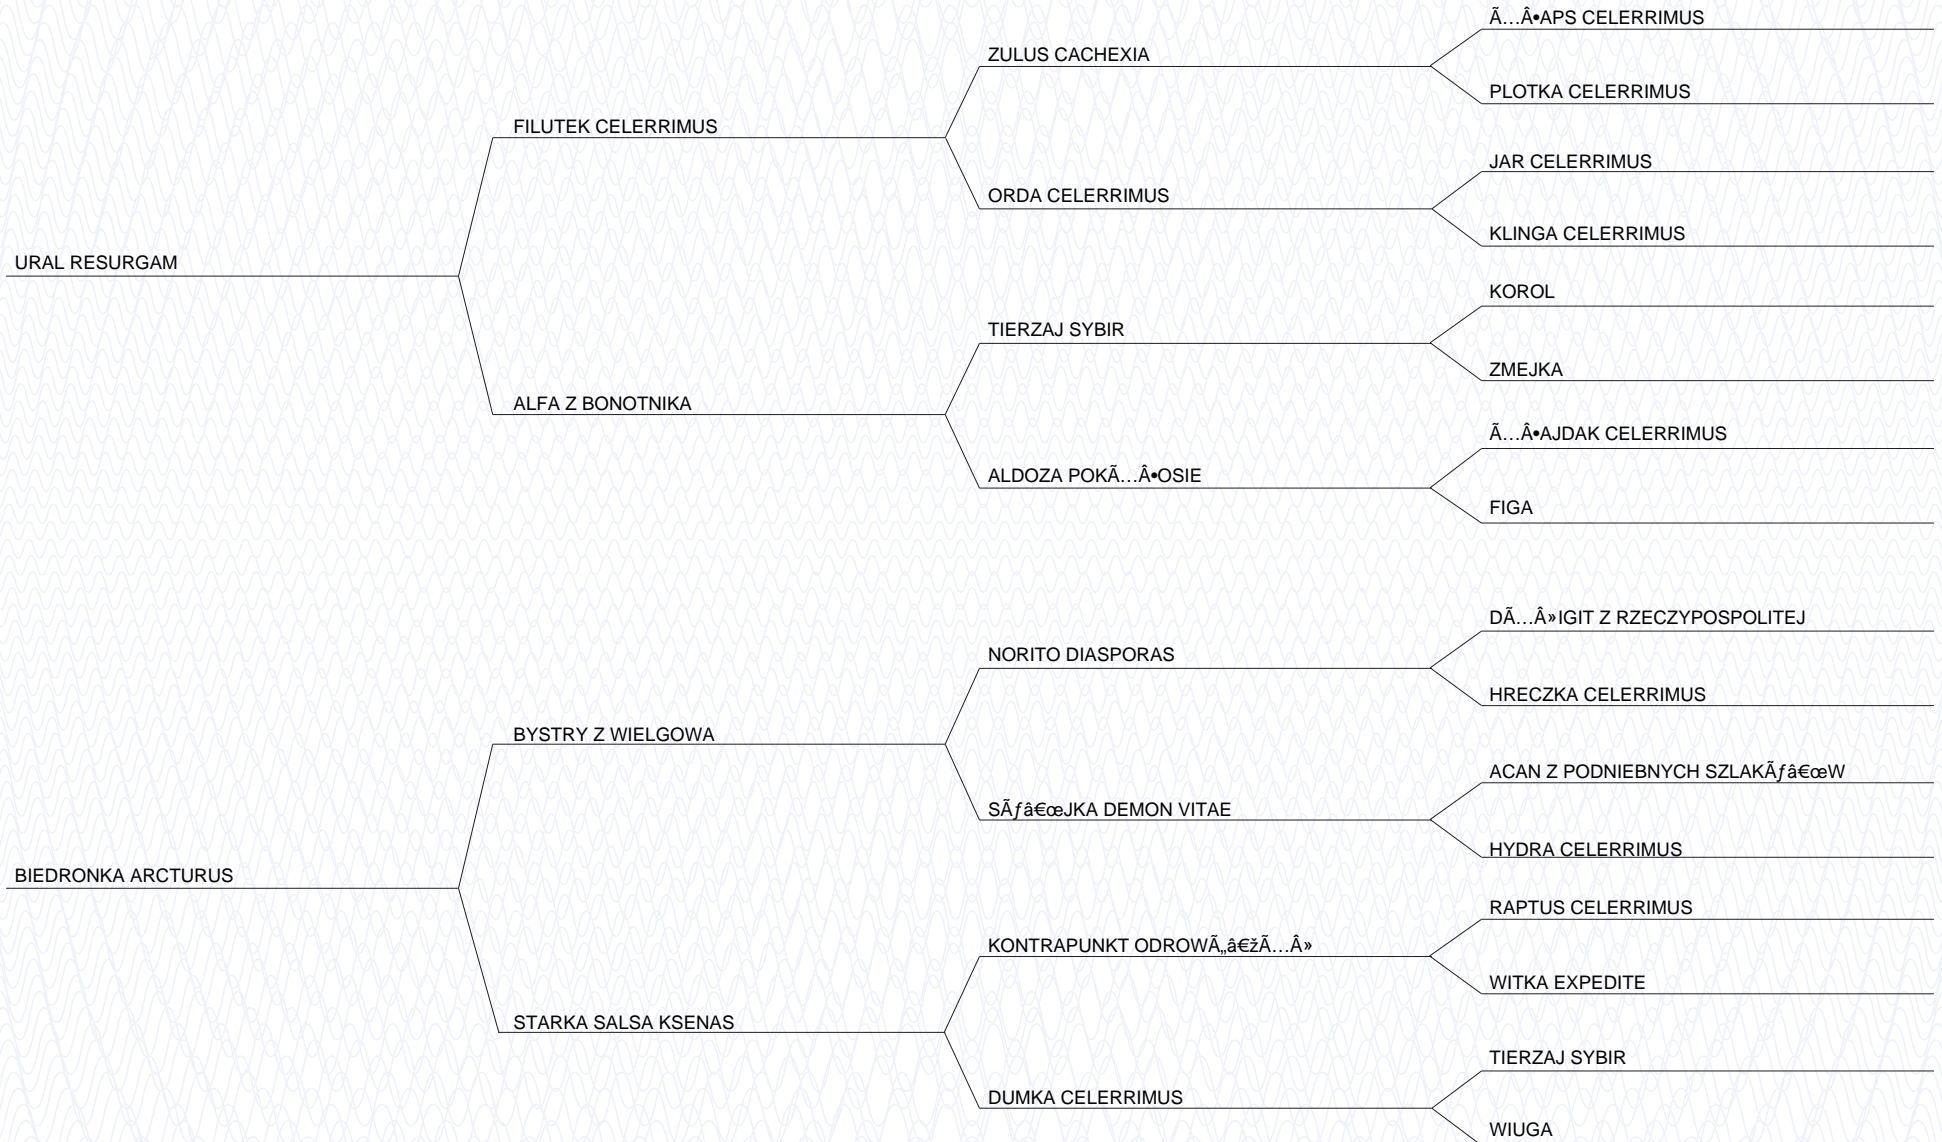 Ã…Â•APS CELERRIMUS
ZULUS CACHEXIA
PLOTKA CELERRIMUS
FILUTEK CELERRIMUS
JAR CELERRIMUS
ORDA CELERRIMUS
KLINGA CELERRIMUS
URAL RESURGAM
KOROL
TIERZAJ SYBIR
ZMEJKA
ALFA Z BONOTNIKA
Ã…Â•AJDAK CELERRIMUS
ALDOZA POKÃ…Â•OSIE
FIGA
DÃ…Â»IGIT Z RZECZYPOSPOLITEJ
NORITO DIASPORAS
HRECZKA CELERRIMUS
BYSTRY Z WIELGOWA
ACAN Z PODNIEBNYCH SZLAKÃƒâ€œW
SÃƒâ€œJKA DEMON VITAE
HYDRA CELERRIMUS
BIEDRONKA ARCTURUS
RAPTUS CELERRIMUS
KONTRAPUNKT ODROWÃ„â€žÃ…Â»
WITKA EXPEDITE
STARKA SALSA KSENAS
TIERZAJ SYBIR
DUMKA CELERRIMUS
WIUGA